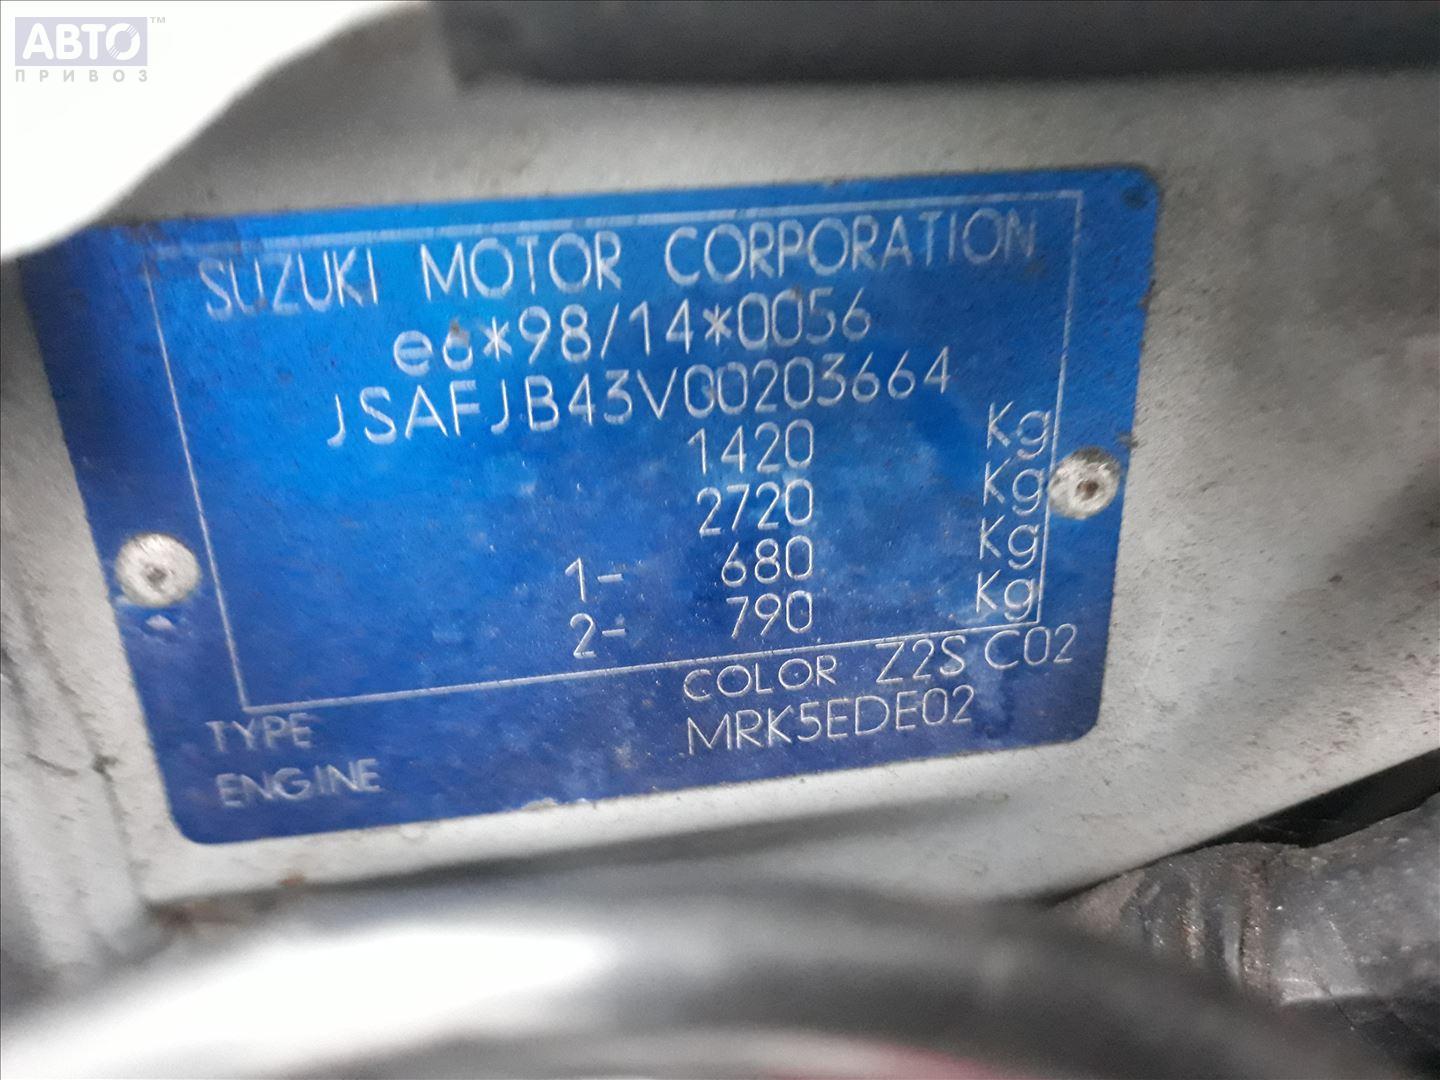 АВТО™
ПРИВОЗ
SUZUKI MOTOR CORPORATION
e6*98/14*0056
JSAFJB43V00203664
1420 Kg
2720 Kg
1- 680 Kg
2- 790 Kg
COLOR Z2S C02
TYPE MRK5EDE02
ENGINE